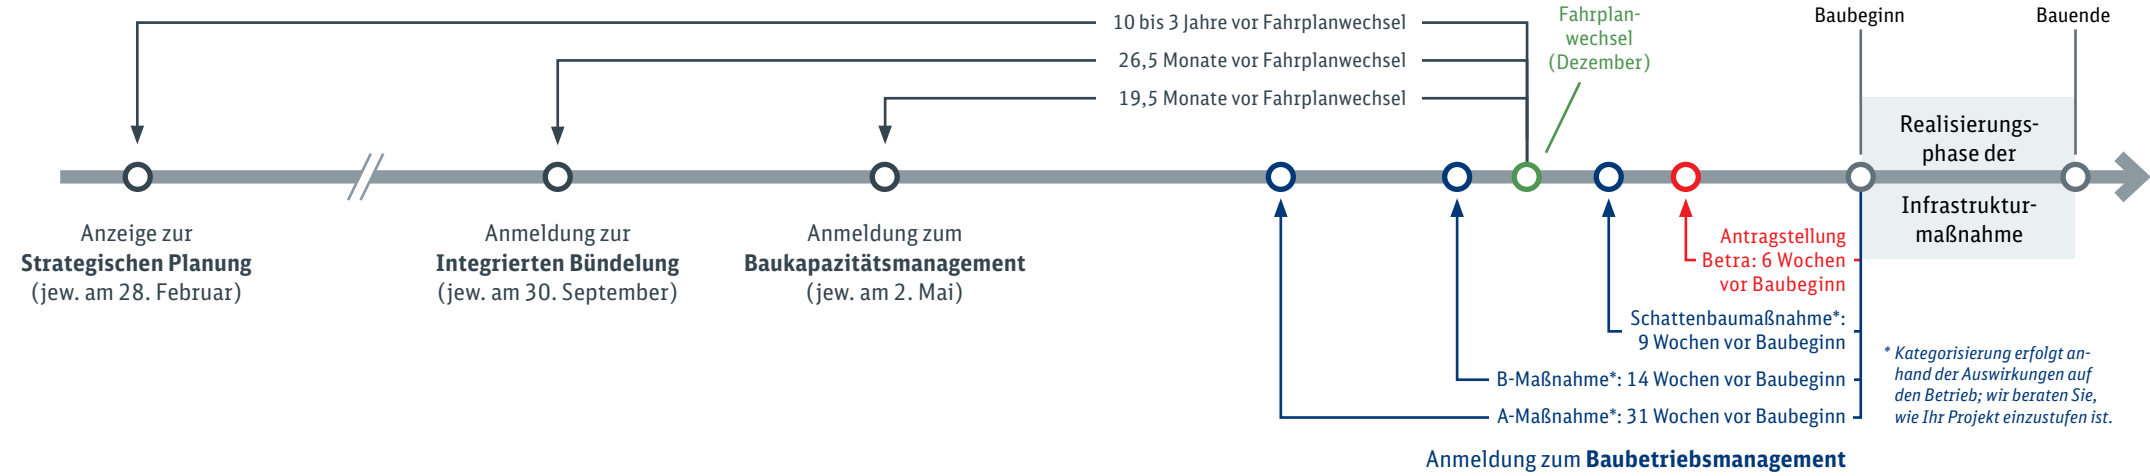 10 bis 3 Jahre vor Fahrplanwechsel
26,5 Monate vor Fahrplanwechsel
19,5 Monate vor Fahrplanwechsel
Fahrplan-
wechsel
(Dezember)
Baubeginn
Bauende
Realisierungs-
phase der
Infrastruktur-
maßnahme
Anzeige zur
Strategischen Planung
(jew. am 28. Februar)
Anmeldung zur
Integrierten Bündelung
(jew. am 30. September)
Anmeldung zum
Baukapazitätsmanagement
(jew. am 2. Mai)
Antragstellung
Betra: 6 Wochen
vor Baubeginn
Schattenbaumaßnahme*:
9 Wochen vor Baubeginn
B-Maßnahme*: 14 Wochen vor Baubeginn
A-Maßnahme*: 31 Wochen vor Baubeginn
Anmeldung zum Baubetriebsmanagement
* Kategorisierung erfolgt an-
hand der Auswirkungen auf
den Betrieb; wir beraten Sie,
wie Ihr Projekt einzustufen ist.